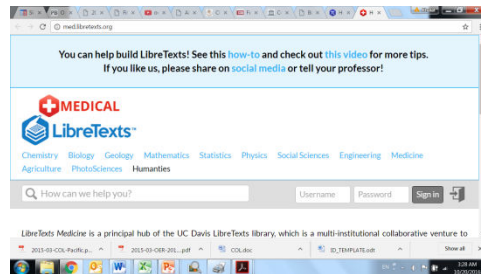 med.libretexts.org
You can help build LibreTexts! See this how-to and check out this video for more tips.
If you like us, please share on social media or tell your professor!
MEDICAL
LibreTexts™
Chemistry Biology Geology Mathematics Statistics Physics Social Sciences Engineering Medicine
Agriculture PhotoSciences Humanties
How can we help you?
Username
Password
Sign in
LibreTexts Medicine is a principal hub of the UC Davis LibreTexts library, which is a multi-institutional collaborative venture to
2015-03-COL-Pacific.p...
2015-03-OER-201....pdf
COL.doc
ID_TEMPLATE.odt
Show all
3:28 AM